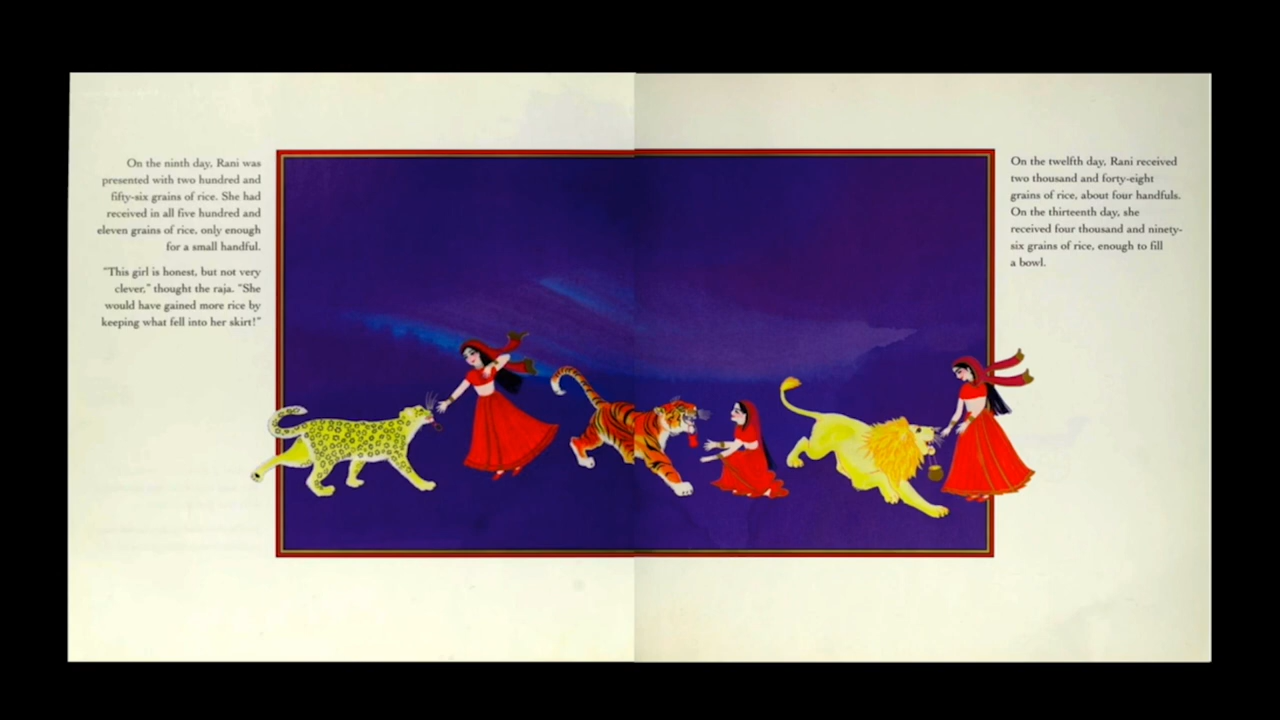 On the ninth day, Rani was
presented with two hundred and
fifty-six grains of rice. She had
received in all five hundred and
eleven grains of rice, only enough
for a small handful.
"This girl is honest, but not very
clever," thought the raja. "She
would have gained more rice by
keeping what fell into her skirt!"
On the twelfth day, Rani received
two thousand and forty-eight
grains of rice, about four handfuls.
On the thirteenth day, she
received four thousand and ninety-
six grains of rice, enough to fill
a bowl.